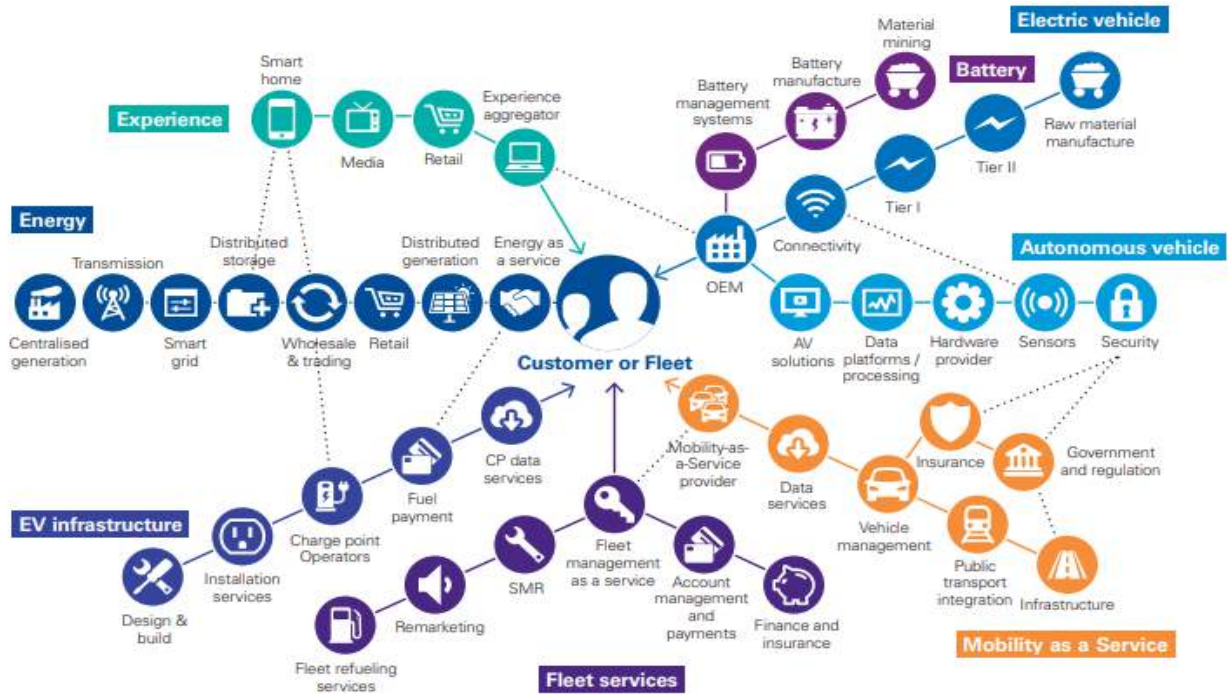 Electric vehicle
Material
mining
Battery
Battery
manufacture
Battery
management
systems
Raw material
manufacture
Tier II
Tier I
Connectivity
OEM
Smart
home
Experience
Media
Retail
Experience
aggregator
Energy
Centralised
generation
Transmission
Smart
grid
Distributed
storage
Wholesale
& trading
Retail
Distributed
generation
Energy as
a service
Customer or Fleet
Autonomous vehicle
AV
solutions
Data
platforms /
processing
Hardware
provider
Sensors
Security
EV infrastructure
Design &
build
Installation
services
Charge point
Operators
Fuel
payment
CP data
services
Mobility-as-
a-Service
provider
Data
services
Vehicle
management
Insurance
Government
and regulation
Public
transport
integration
Infrastructure
Mobility as a Service
Fleet refueling
services
Remarketing
SMR
Fleet
management
as a service
Account
management
and
payments
Finance and
insurance
Fleet services